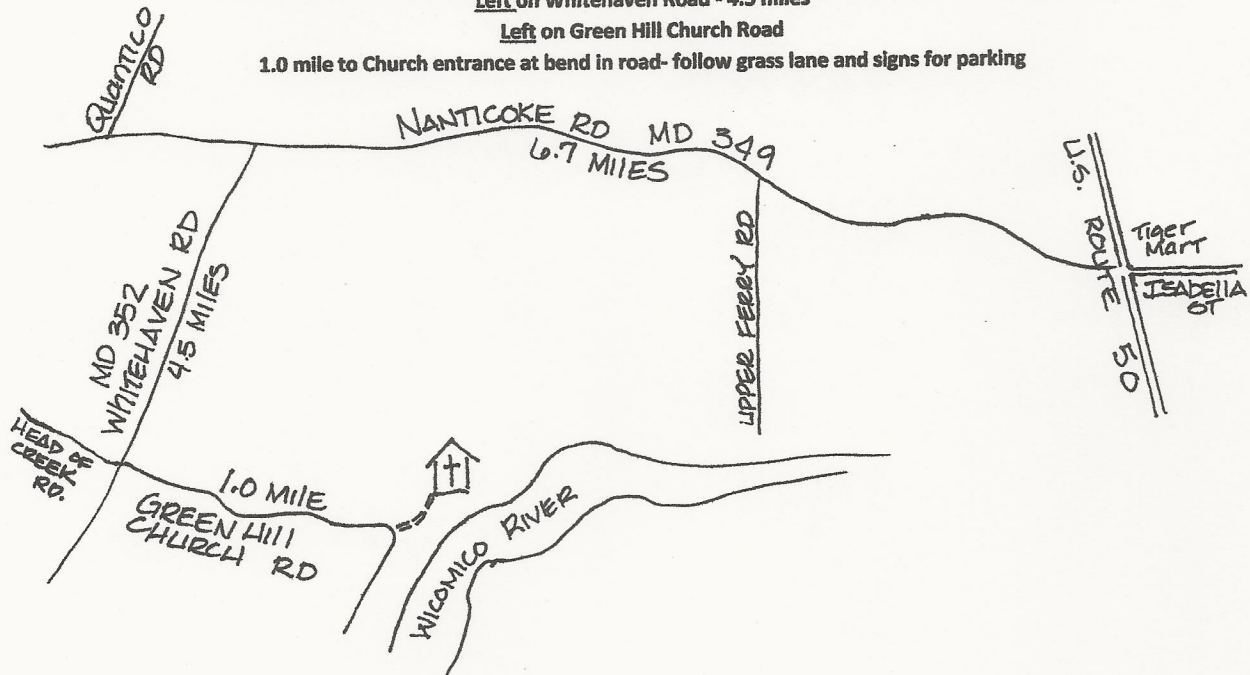 Left on Whitehaven Road - 4.5 miles
Left on Green Hill Church Road
1.0 mile to Church entrance at bend in road- follow grass lane and signs for parking
QUANTICO
RD
NANTICOKE RD MD 349
6.7 MILES
U.S. ROUTE 50
Tiger
MART
ISABELLA
ST
UPPER FERRY RD
MD 352
WHITEHAVEN RD
4.5 MILES
HEAD OF
CREEK
RD.
1.0 MILE
GREEN HILL
CHURCH RD
WICOMICO RIVER